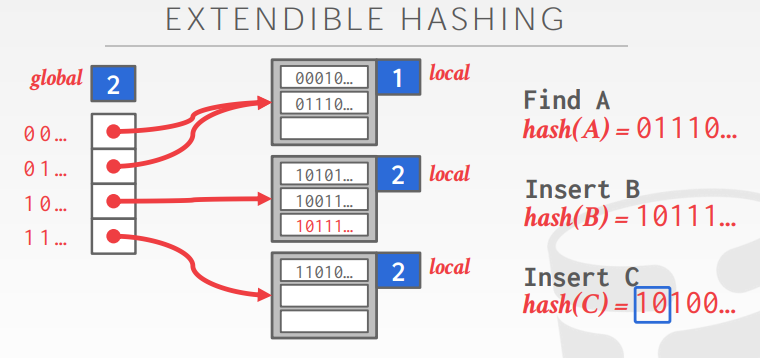 EXTENDIBLE HASHING
global 2
00…
01…
10…
11…
00010…
01110…
1 local
10101…
10011…
10111…
2 local
11010…
2 local
Find A
hash(A) = 01110…
Insert B
hash(B) = 10111…
Insert C
hash(C) = 10100…